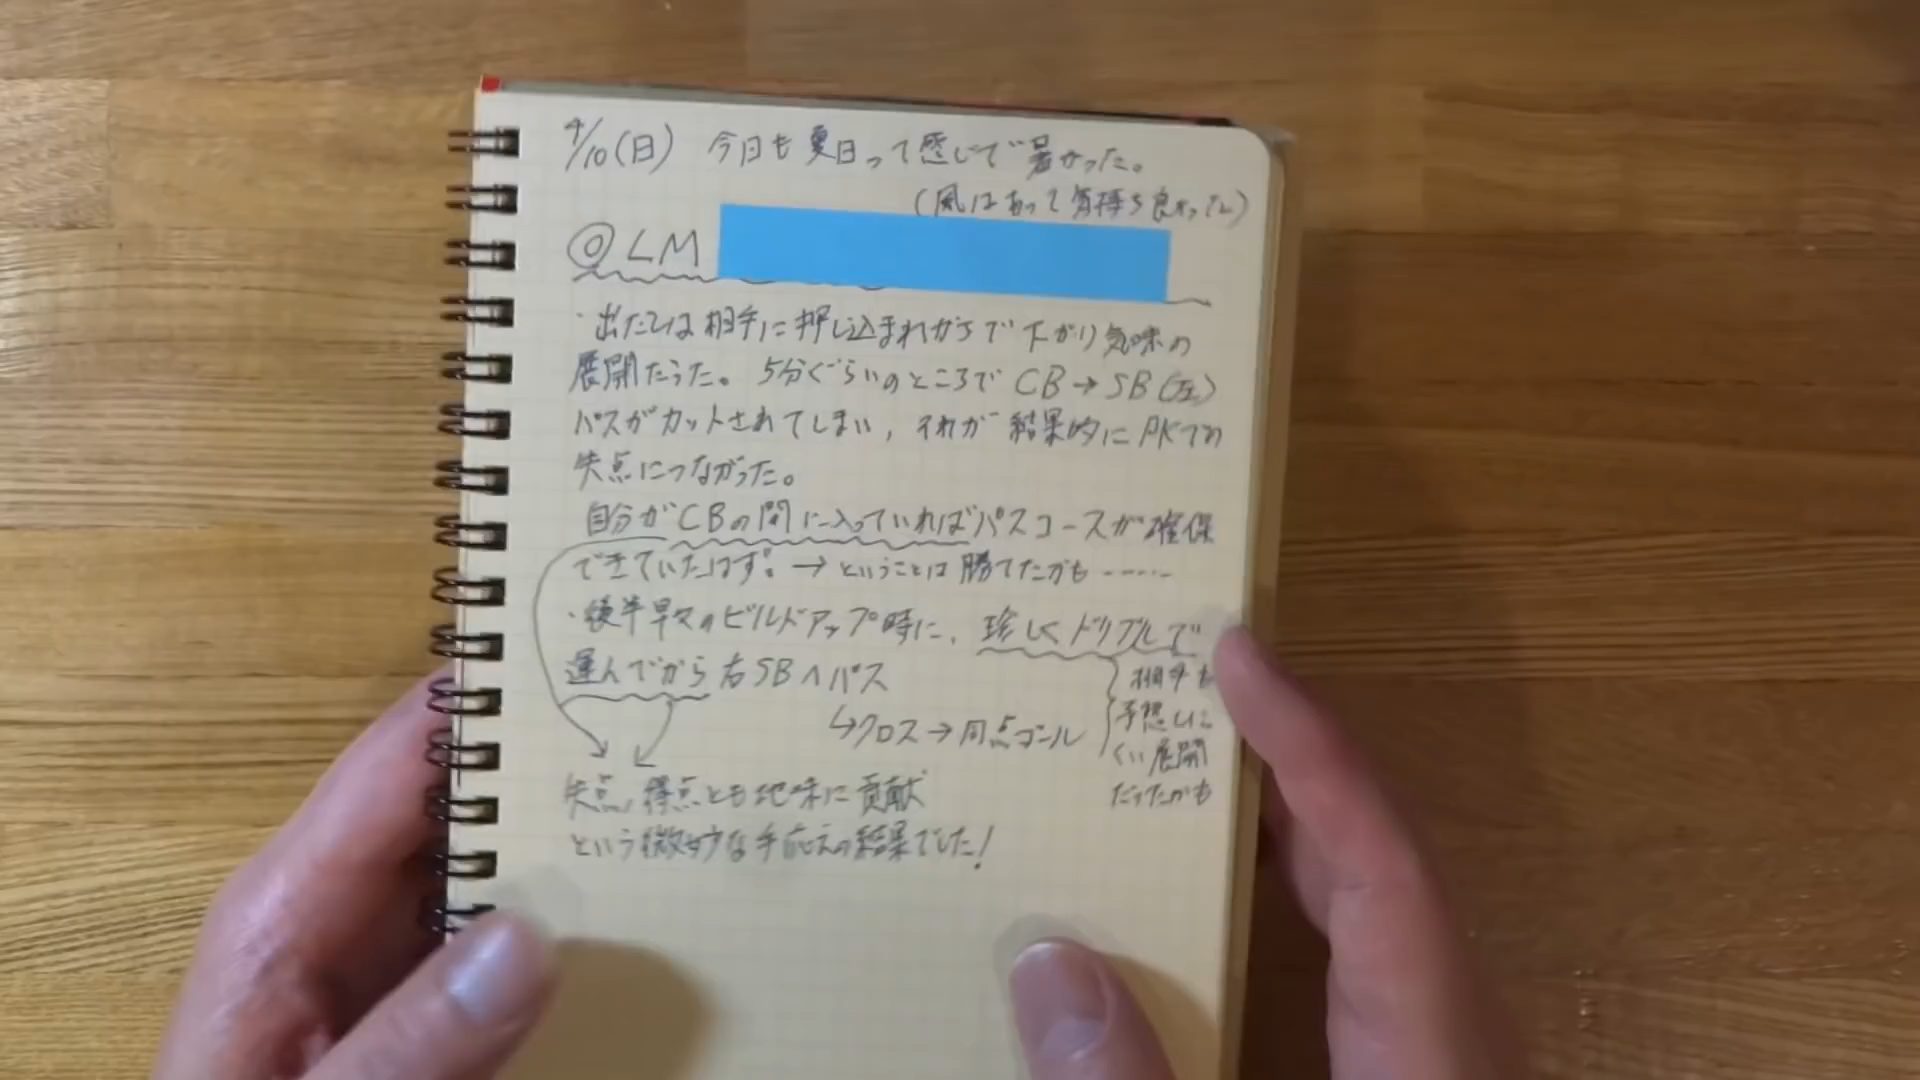 4/10(日) 今日も夏日って感じで暑かった。
(風はあって気持ち良かった)
◎LM
・出だしは相手に押し込まれがちで下がり気味の
展開だった。5分ぐらいのところでCB→SB(左)
パスがカットされてしまい,それが結果的にPKでの
失点につながった。
自分がCBの間に入っていればパスコースが確保
できていたはず。→ということは勝てたかも……
・後半早々のビルドアップ時に、珍しくドリブルで
運んでから右SBへパス
↳クロス→同点ゴール
相手も
予想しに
くい展開
だったかも
失点,得点とも地味に貢献
という微妙な手応えの結果でした!